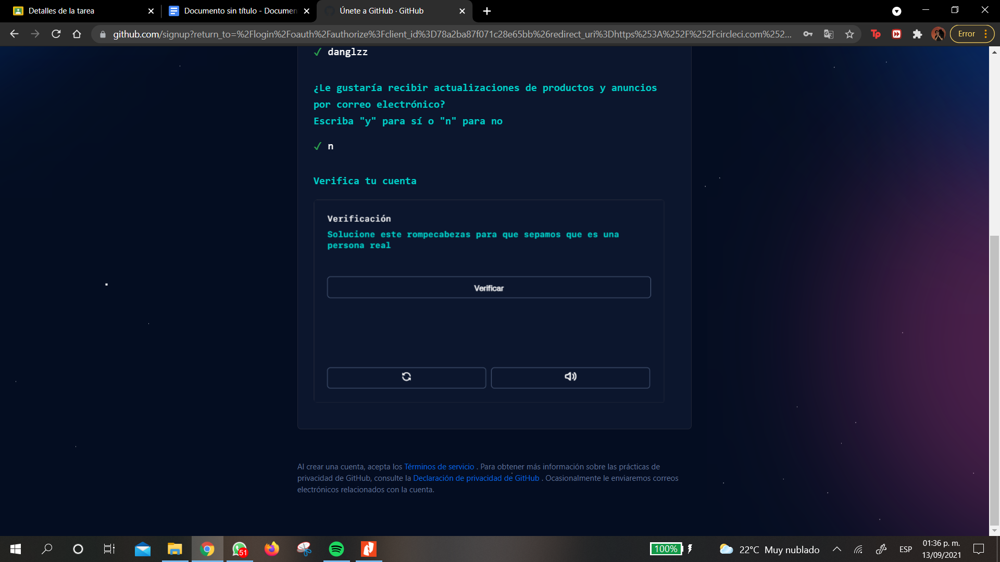 Detalles de la tarea
Documento sin título - Documen
Únete a GitHub · GitHub
github.com/signup?return_to=%2Flogin%2Foauth%2Fauthorize%3Fclient_id%3D78a2ba87f071c28e65bb%26redirect_uri%3Dhttps%253A%252F%252Fcircleci.com%252...
Tp
Error
danglzz
¿Le gustaría recibir actualizaciones de productos y anuncios
por correo electrónico?
Escriba "y" para sí o "n" para no
n
Verifica tu cuenta
Verificación
Solucione este rompecabezas para que sepamos que es una
persona real
Verificar
Al crear una cuenta, acepta los Términos de servicio . Para obtener más información sobre las prácticas de
privacidad de GitHub, consulte la Declaración de privacidad de GitHub . Ocasionalmente le enviaremos correos
electrónicos relacionados con la cuenta.
51
100%
22°C Muy nublado
ESP
01:36 p. m.
13/09/2021